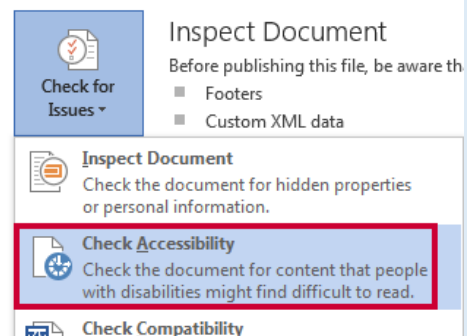 Inspect Document
Before publishing this file, be aware
Footers
Custom XML data
Check for
Issues
Inspect Document
Check the document for hidden properties
or personal information.
Check Accessibility
Check the document for content that people
with disabilities might find difficult to read.
Check Compatibility